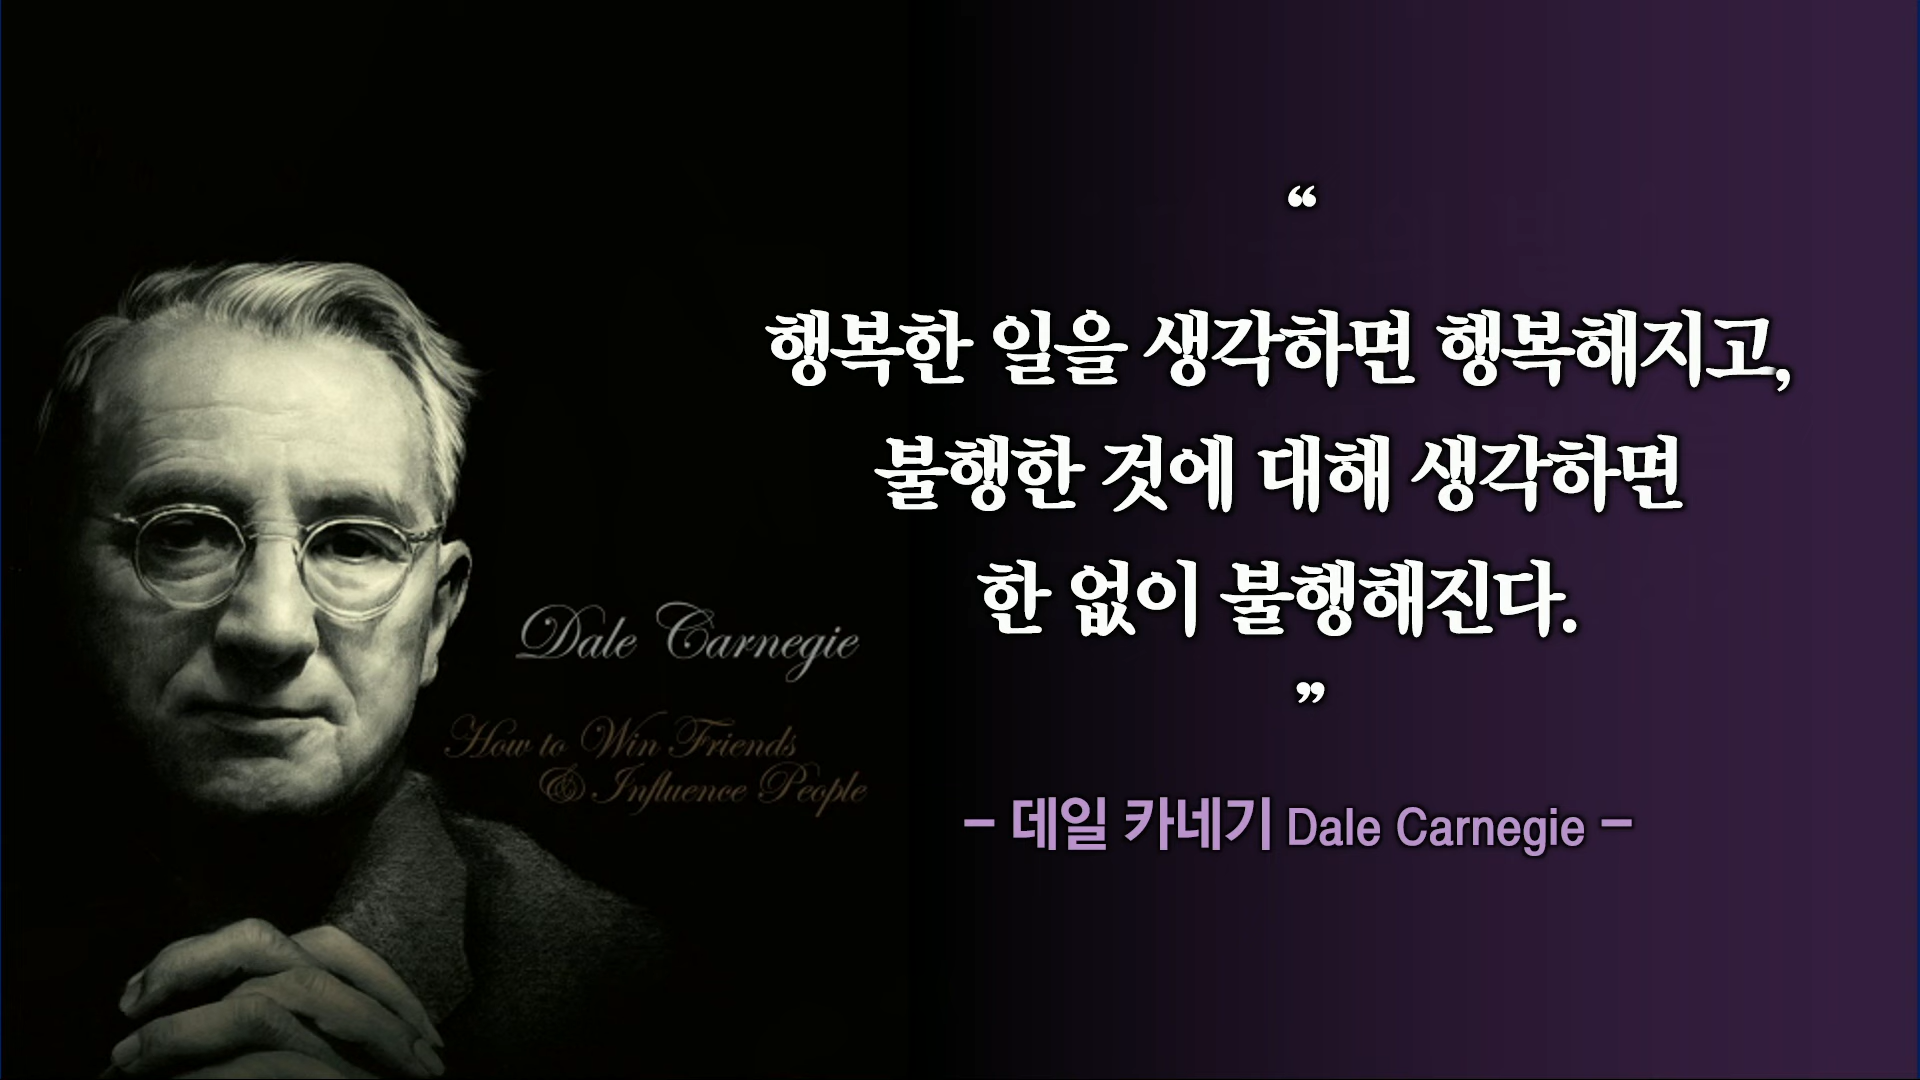 Dale Carnegie
How to Win Friends
& Influence People
“
행복한 일을 생각하면 행복해지고,
불행한 것에 대해 생각하면
한 없이 불행해진다.
”
– 데일 카네기 Dale Carnegie –